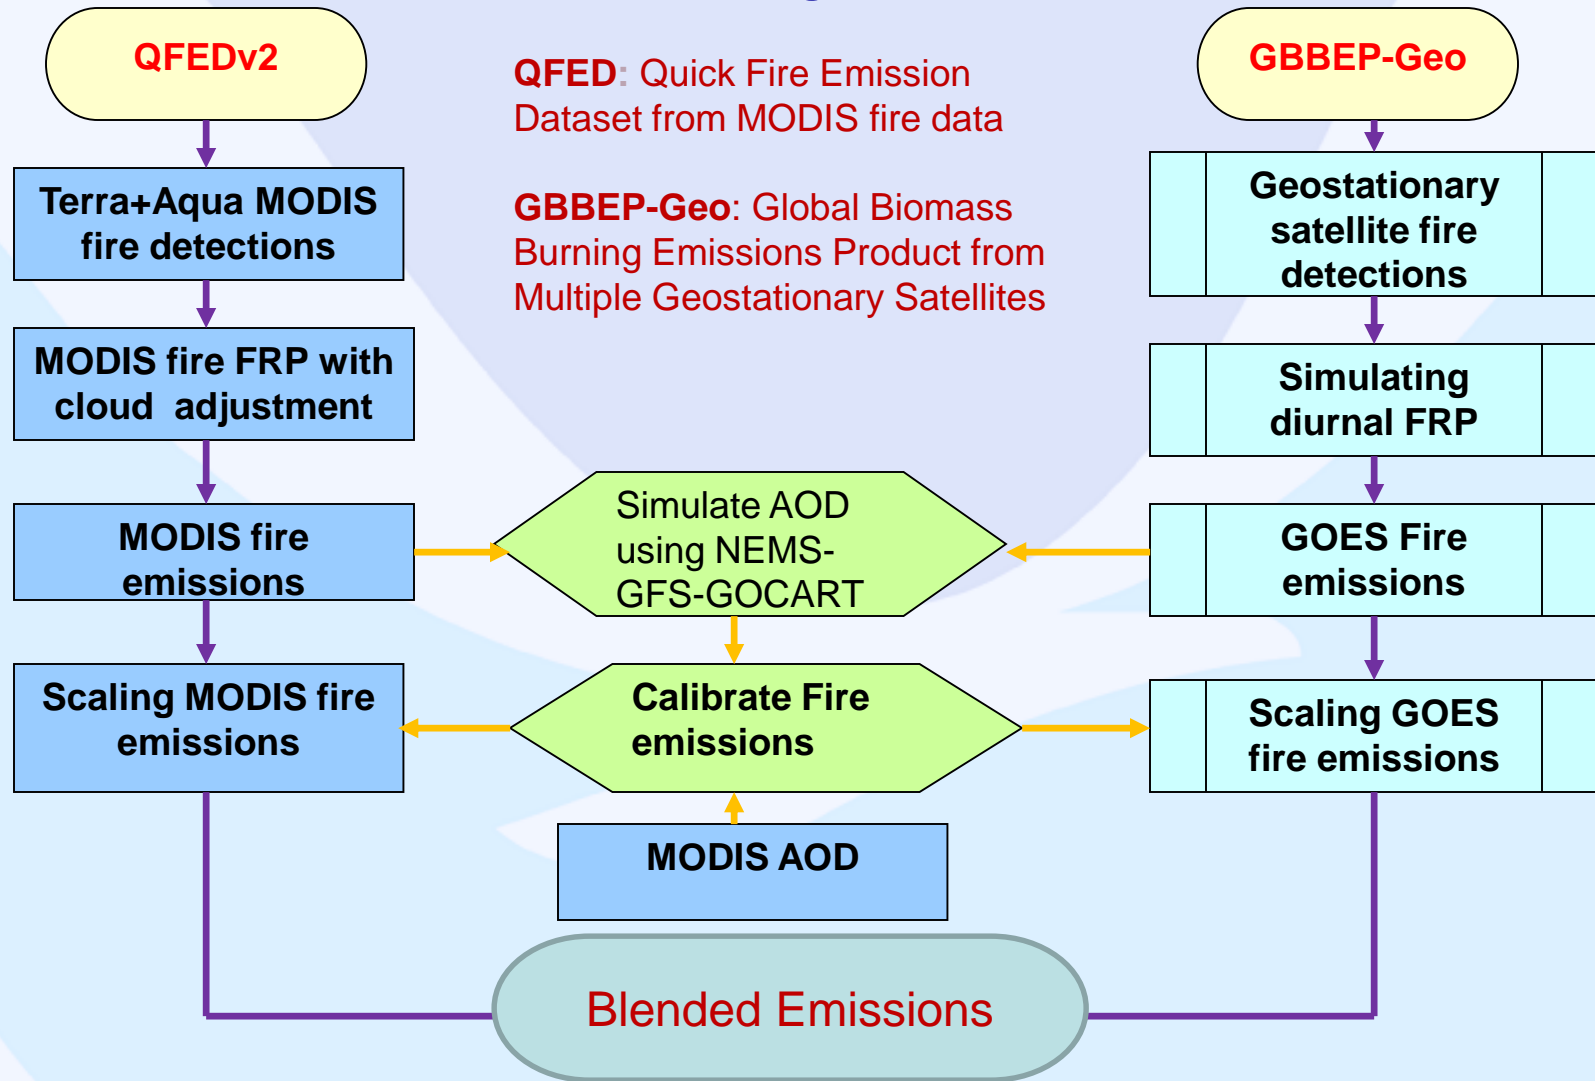 QFEDv2
QFED: Quick Fire Emission
Dataset from MODIS fire data
GBBEP-Geo: Global Biomass
Burning Emissions Product from
Multiple Geostationary Satellites
GBBEP-Geo
Terra+Aqua MODIS
fire detections
Geostationary
satellite fire
detections
MODIS fire FRP with
cloud adjustment
Simulating
diurnal FRP
MODIS fire
emissions
Simulate AOD
using NEMS-
GFS-GOCART
GOES Fire
emissions
Scaling MODIS fire
emissions
Calibrate Fire
emissions
Scaling GOES
fire emissions
MODIS AOD
Blended Emissions